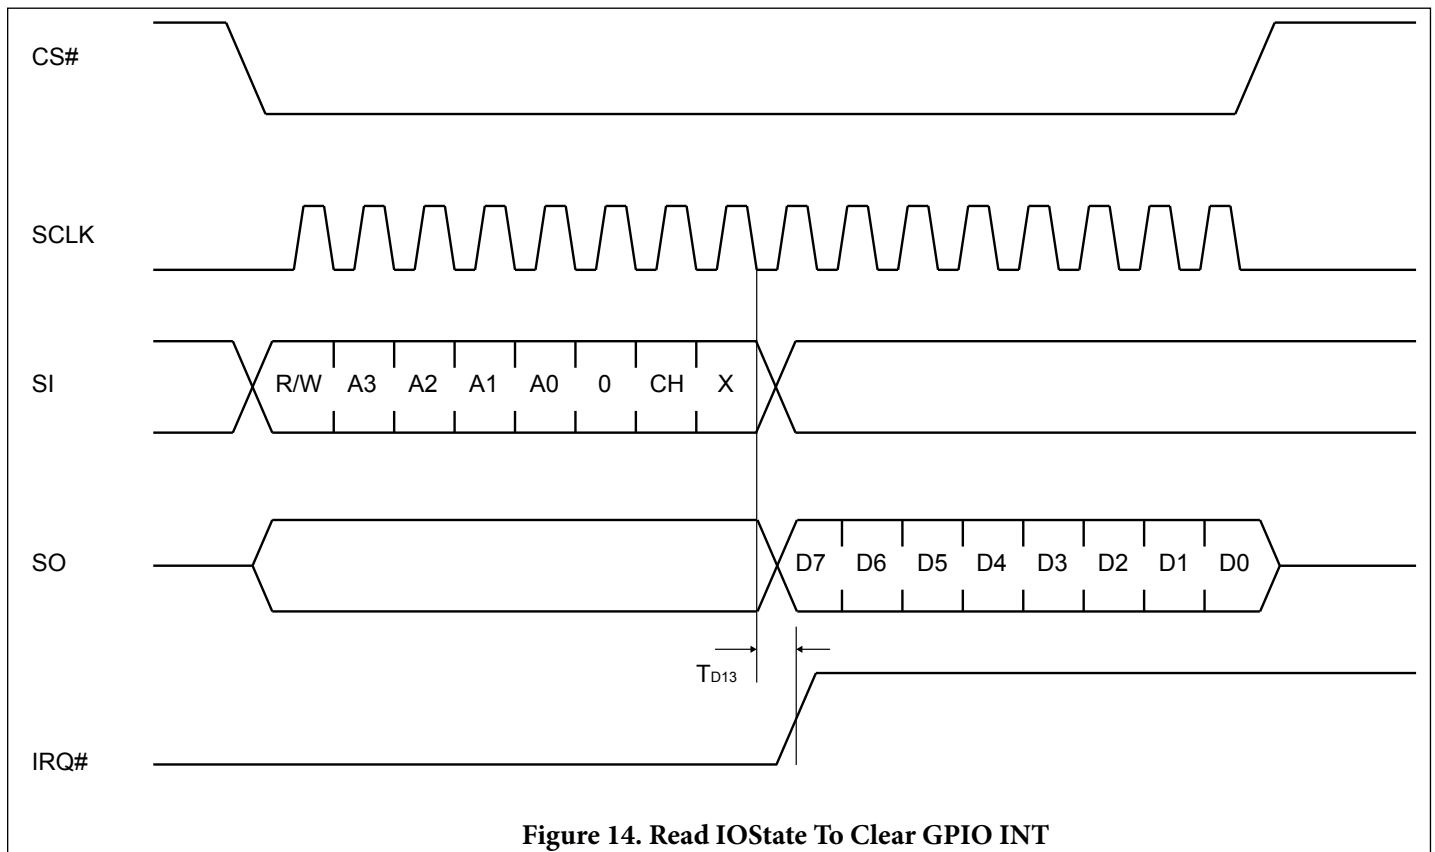 CS#
SCLK
SI
R/W A3 A2 A1 A0 0 CH X
SO
D7 D6 D5 D4 D3 D2 D1 D0
TD13
IRQ#
Figure 14. Read IOState To Clear GPIO INT